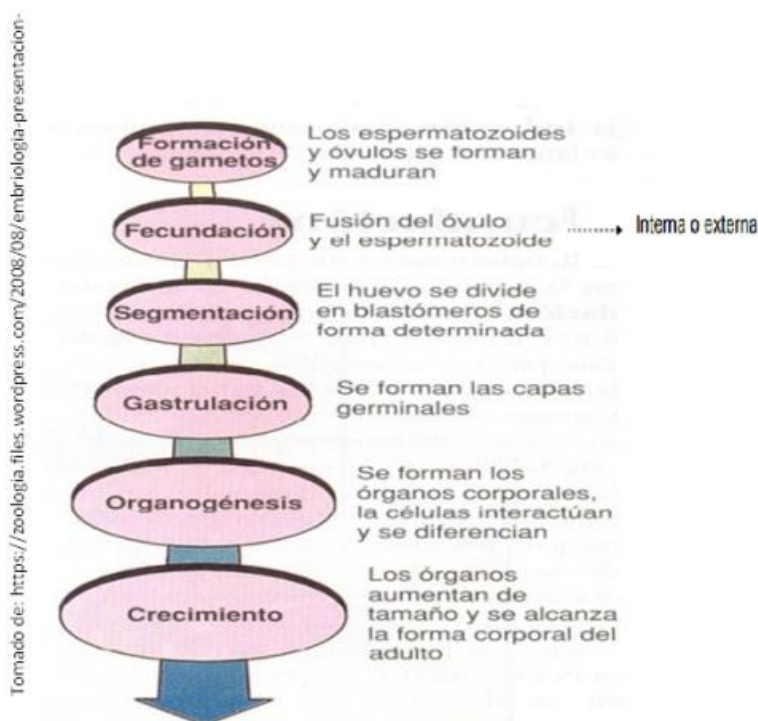 Tomado de: https://zoologia.files.wordpress.com/2008/08/embriologia-presentacion-
Formación
de gametos
Los espermatozoides
y óvulos se forman
y maduran
Fecundación
Fusión del óvulo
y el espermatozoide
Interna o externa
Segmentación
El huevo se divide
en blastómeros de
forma determinada
Gastrulación
Se forman las capas
germinales
Organogénesis
Se forman los
órganos corporales,
la células interactúan
y se diferencian
Crecimiento
Los órganos
aumentan de
tamaño y se alcanza
la forma corporal del
adulto